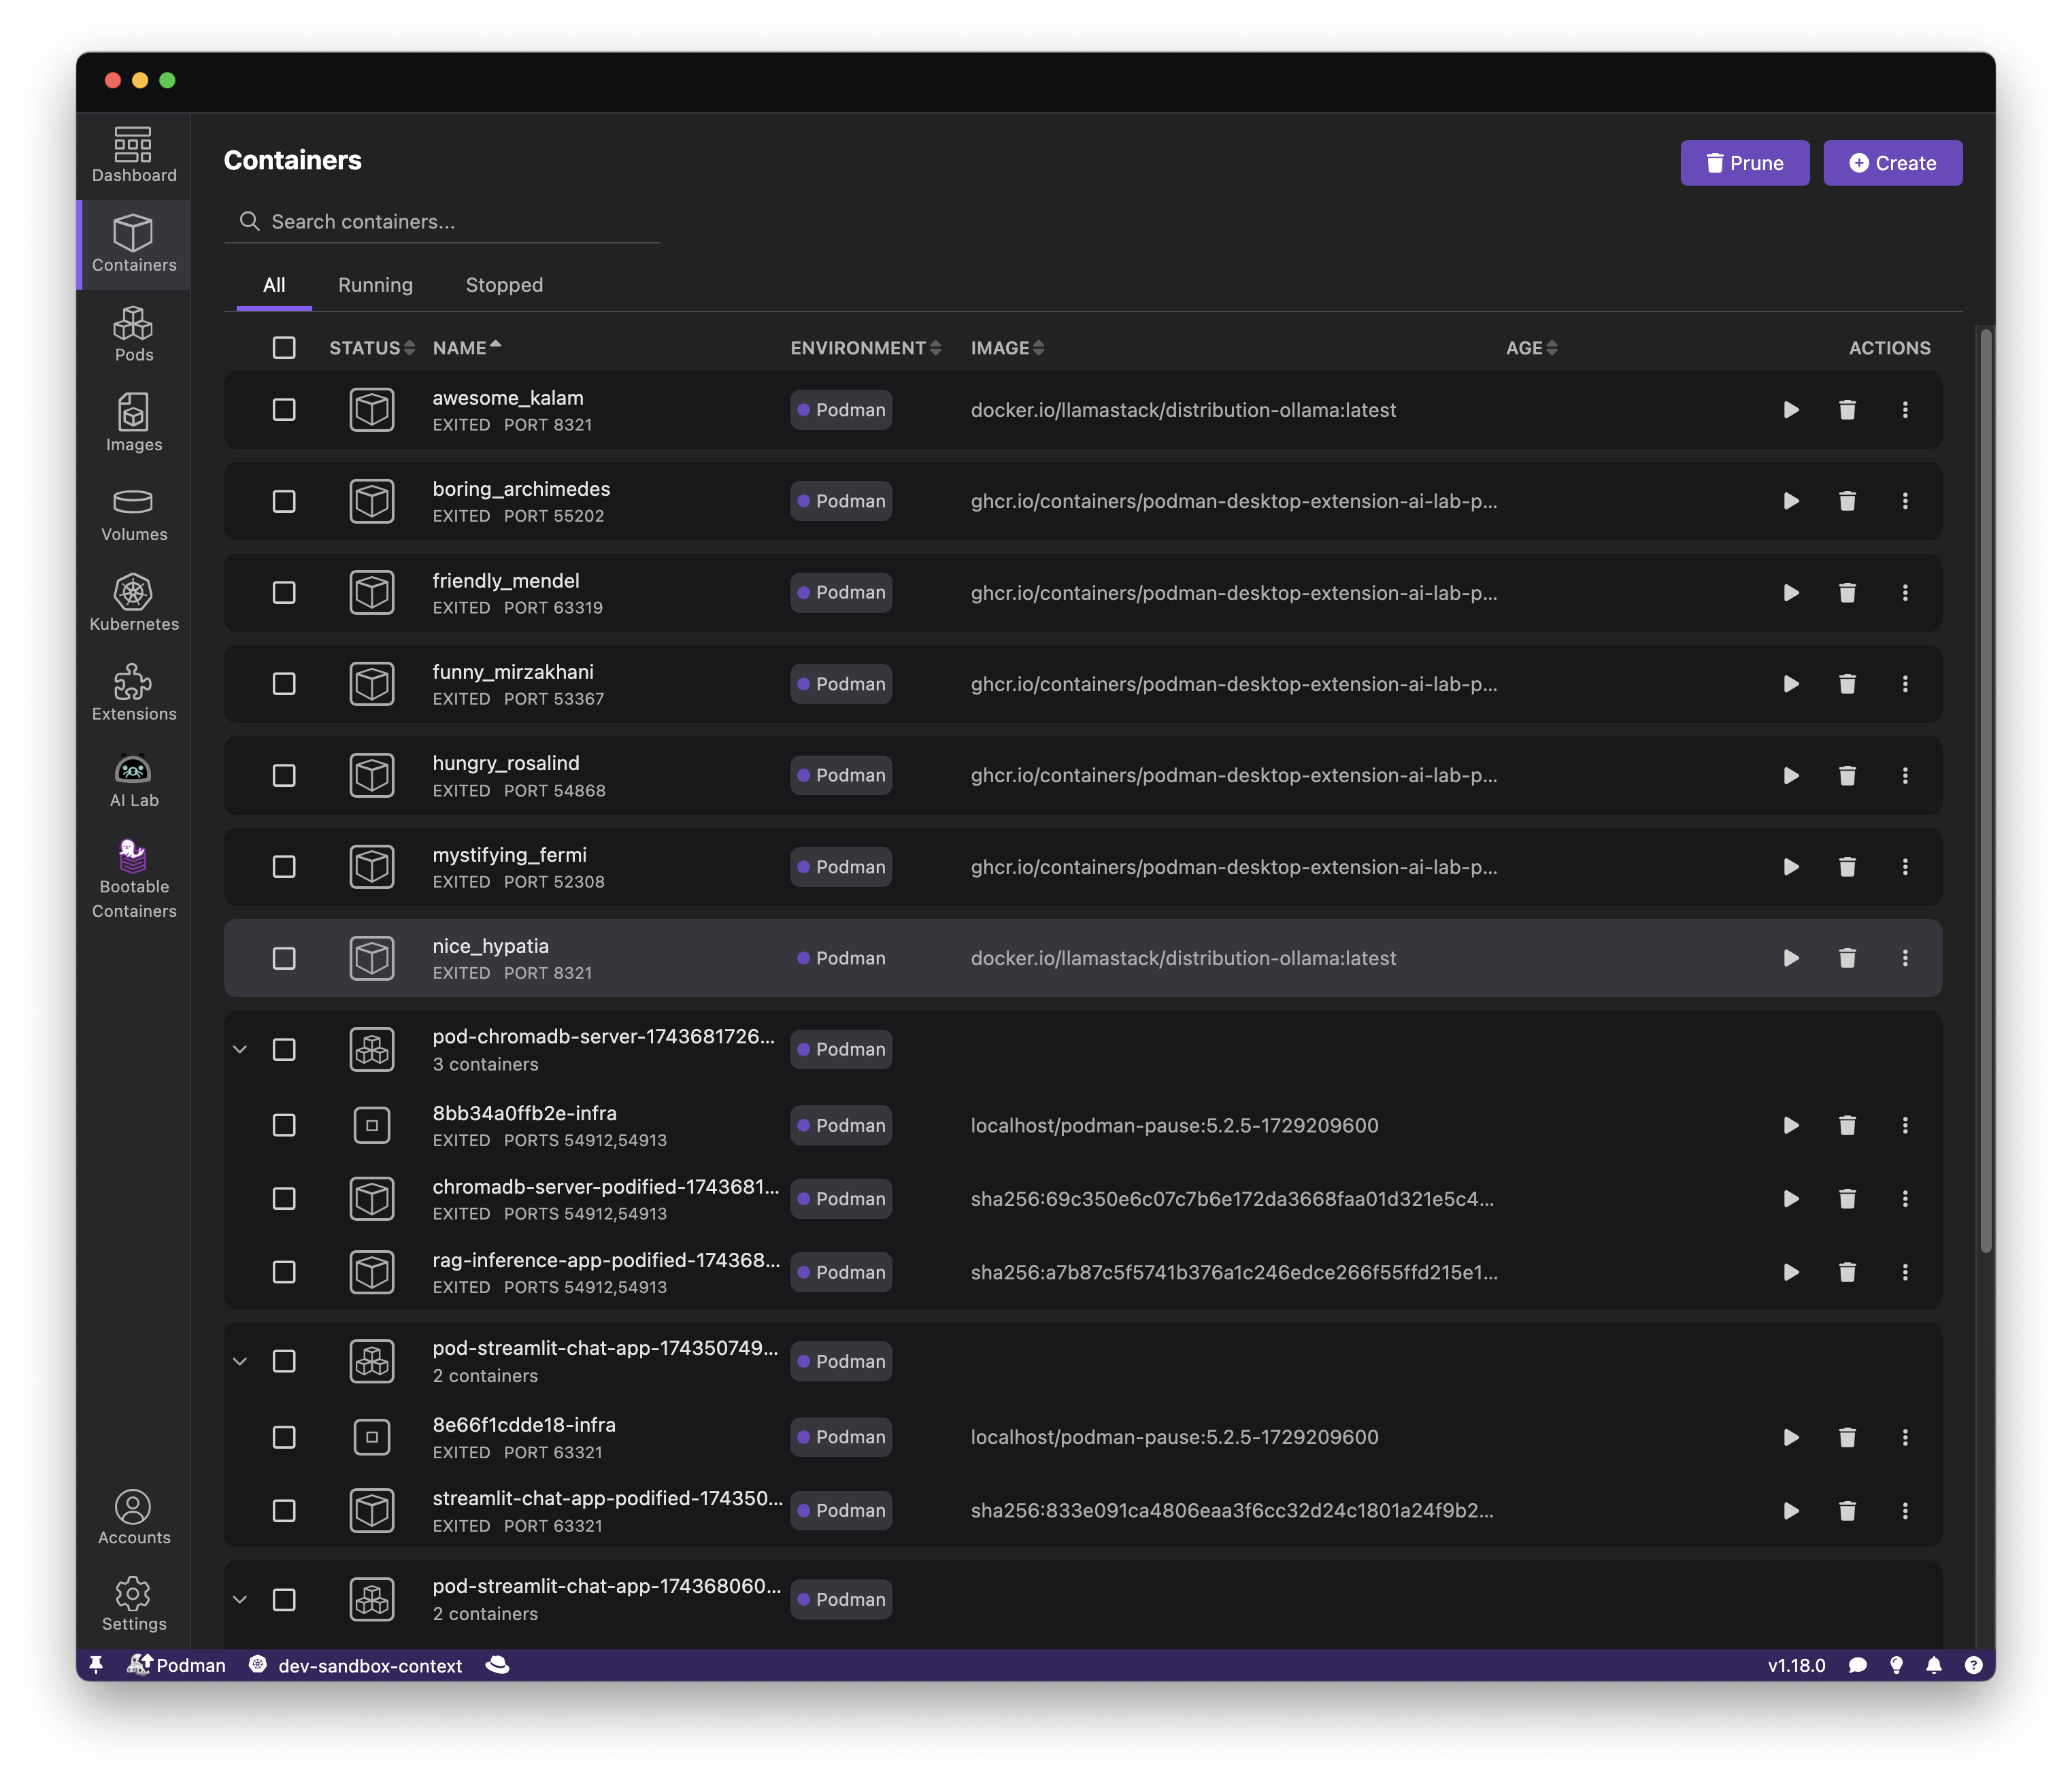 Dashboard
Containers
Pods
Images
Volumes
Kubernetes
Extensions
AI Lab
Bootable
Containers
Accounts
Settings
Containers
Prune
Create
Search containers...
All Running Stopped
STATUS NAME ENVIRONMENT IMAGE AGE ACTIONS
awesome_kalam
EXITED PORT 8321
Podman
docker.io/llamastack/distribution-ollama:latest
boring_archimedes
EXITED PORT 55202
Podman
ghcr.io/containers/podman-desktop-extension-ai-lab-p...
friendly_mendel
EXITED PORT 63319
Podman
ghcr.io/containers/podman-desktop-extension-ai-lab-p...
funny_mirzakhani
EXITED PORT 53367
Podman
ghcr.io/containers/podman-desktop-extension-ai-lab-p...
hungry_rosalind
EXITED PORT 54868
Podman
ghcr.io/containers/podman-desktop-extension-ai-lab-p...
mystifying_fermi
EXITED PORT 52308
Podman
ghcr.io/containers/podman-desktop-extension-ai-lab-p...
nice_hypatia
EXITED PORT 8321
Podman
docker.io/llamastack/distribution-ollama:latest
pod-chromadb-server-1743681726...
3 containers
Podman
8bb34a0ffb2e-infra
EXITED PORTS 54912,54913
Podman
localhost/podman-pause:5.2.5-1729209600
chromadb-server-podified-1743681...
EXITED PORTS 54912,54913
Podman
sha256:69c350e6c07c7b6e172da3668faa01d321e5c4...
rag-inference-app-podified-174368...
EXITED PORTS 54912,54913
Podman
sha256:a7b87c5f5741b376a1c246edce266f55ffd215e1...
pod-streamlit-chat-app-174350749...
2 containers
Podman
8e66f1cdde18-infra
EXITED PORT 63321
Podman
localhost/podman-pause:5.2.5-1729209600
streamlit-chat-app-podified-174350...
EXITED PORT 63321
Podman
sha256:833e091ca4806eaa3f6cc32d24c1801a24f9b2...
pod-streamlit-chat-app-174368060...
2 containers
Podman
Podman dev-sandbox-context v1.18.0